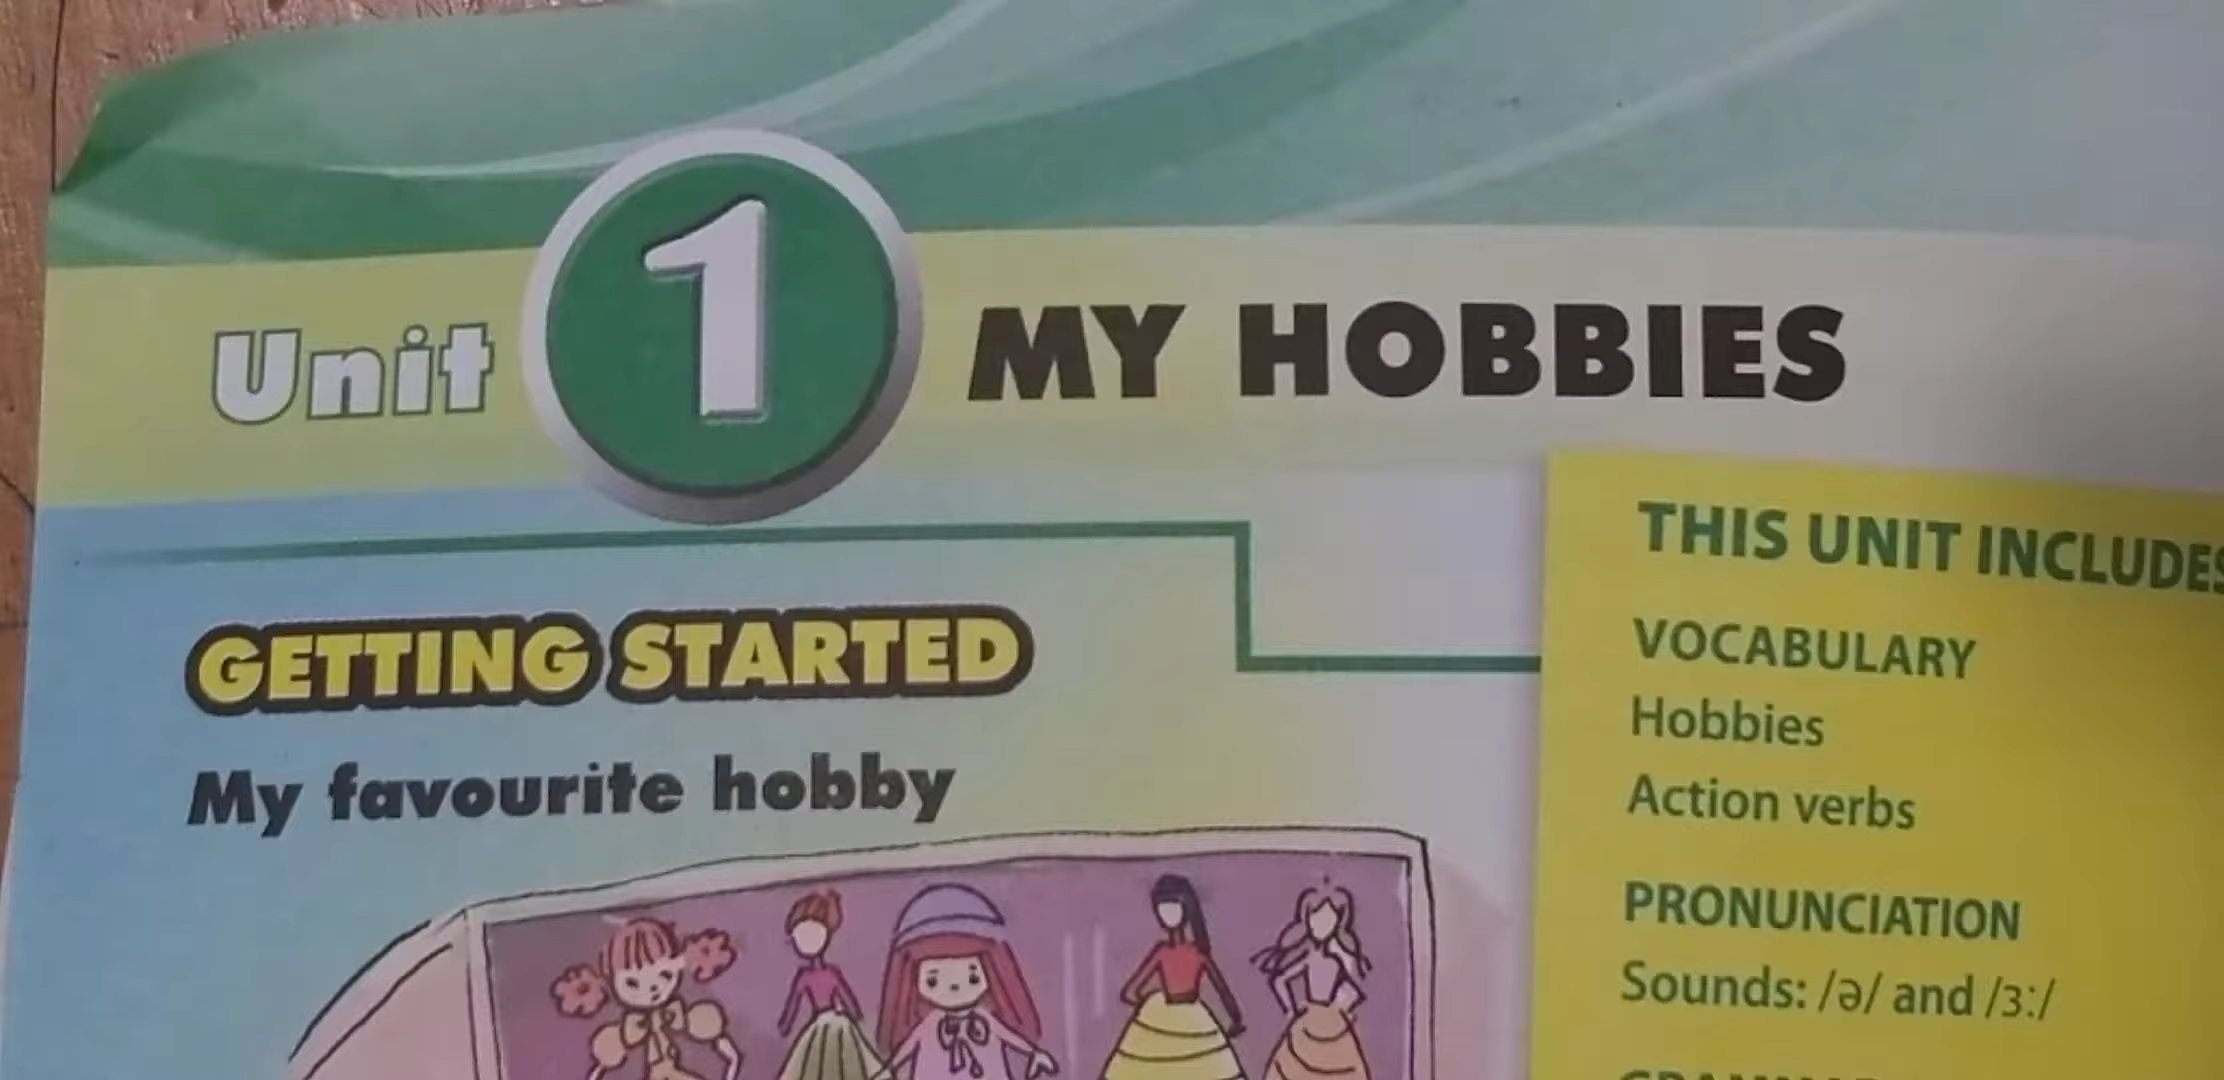 Unit 1 MY HOBBIES
GETTING STARTED
My favourite hobby
THIS UNIT INCLUDES
VOCABULARY
Hobbies
Action verbs
PRONUNCIATION
Sounds: /ə/ and /ɜː/